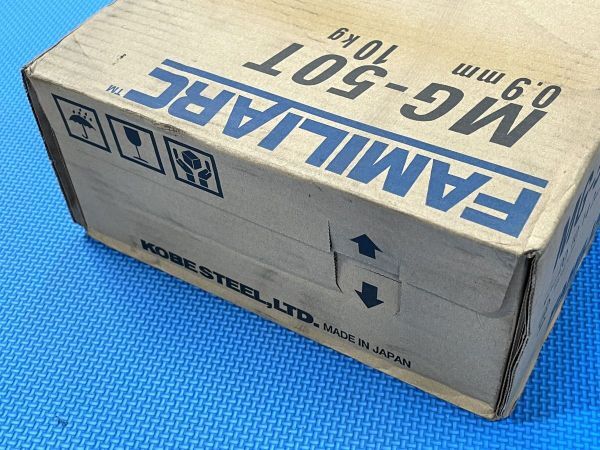 FAMILIARC™
MG-50T
0.9mm
10kg
KOBE STEEL, LTD. MADE IN JAPAN